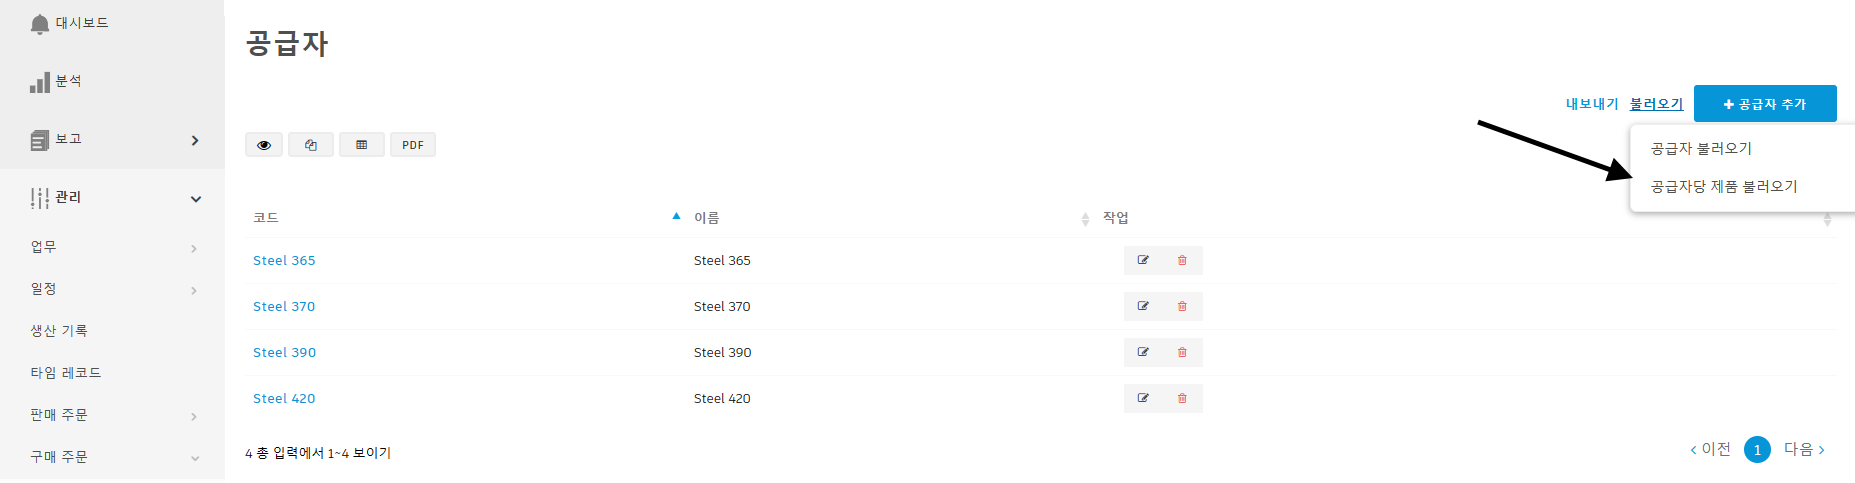 대시보드
분석
보고
관리
업무
일정
생산 기록
타임 레코드
판매 주문
구매 주문
공급자
내보내기 불러오기 공급자 추가
공급자 불러오기
공급자당 제품 불러오기
PDF
코드 이름 작업
Steel 365 Steel 365
Steel 370 Steel 370
Steel 390 Steel 390
Steel 420 Steel 420
4 총 입력에서 1~4 보이기
이전 1 다음